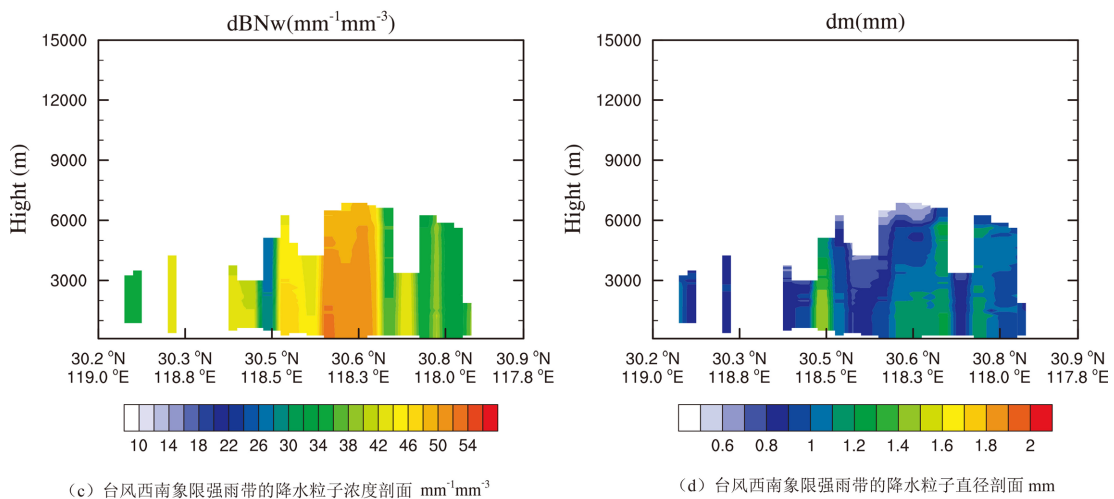 dBNw(mm⁻¹mm⁻³)
15000
12000
9000
6000
3000
Hight (m)
30.2 °N 30.3 °N 30.5 °N 30.6 °N 30.8 °N 30.9 °N
119.0 °E 118.8 °E 118.5 °E 118.3 °E 118.0 °E 117.8 °E
10 14 18 22 26 30 34 38 42 46 50 54
(c)台风西南象限强雨带的降水粒子浓度剖面 mm⁻¹mm⁻³
dm(mm)
15000
12000
9000
6000
3000
Hight (m)
30.2 °N 30.3 °N 30.5 °N 30.6 °N 30.8 °N 30.9 °N
119.0 °E 118.8 °E 118.5 °E 118.3 °E 118.0 °E 117.8 °E
0.6 0.8 1 1.2 1.4 1.6 1.8 2
(d)台风西南象限强雨带的降水粒子直径剖面 mm